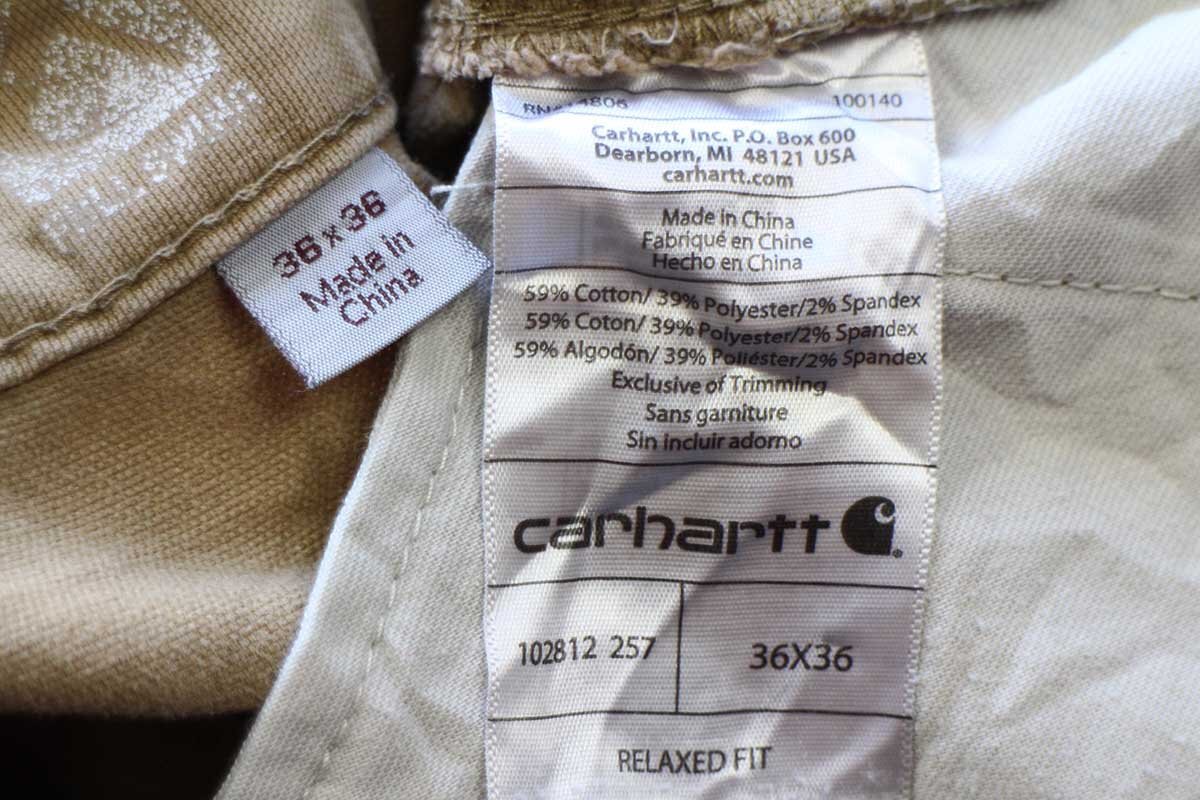 FULL SWING
36 x 36
Made in
China
100140
Carhartt, Inc. P.O. Box 600
Dearborn, MI 48121 USA
carhartt.com
Made in China
Fabriqué en Chine
Hecho en China
59% Cotton/ 39% Polyester/2% Spandex
59% Coton/ 39% Polyester/2% Spandex
59% Algodón/ 39% Poliéster/2% Spandex
Exclusive of Trimming
Sans garniture
Sin incluir adorno
carhartt
102812 257
36X36
RELAXED FIT